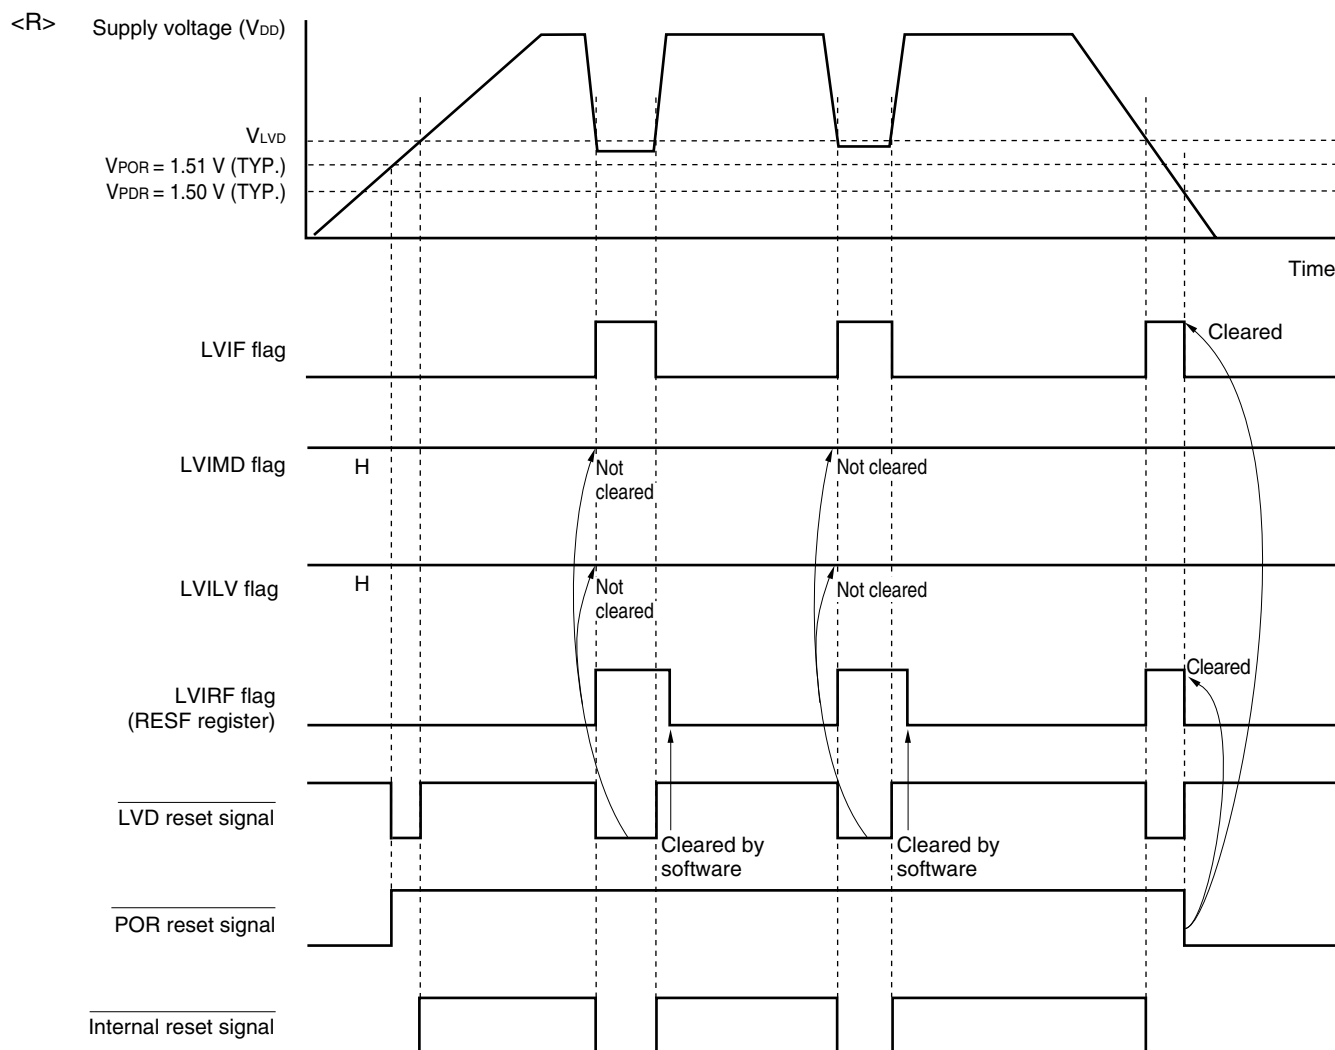 <R>
Supply voltage (VDD)
VLVD
VPOR = 1.51 V (TYP.)
VPDR = 1.50 V (TYP.)
Time
LVIF flag
Cleared
LVIMD flag
H
Not
cleared
Not cleared
LVILV flag
H
Not
cleared
Not cleared
LVIRF flag
(RESF register)
Cleared
LVD reset signal
Cleared by
software
Cleared by
software
POR reset signal
Internal reset signal